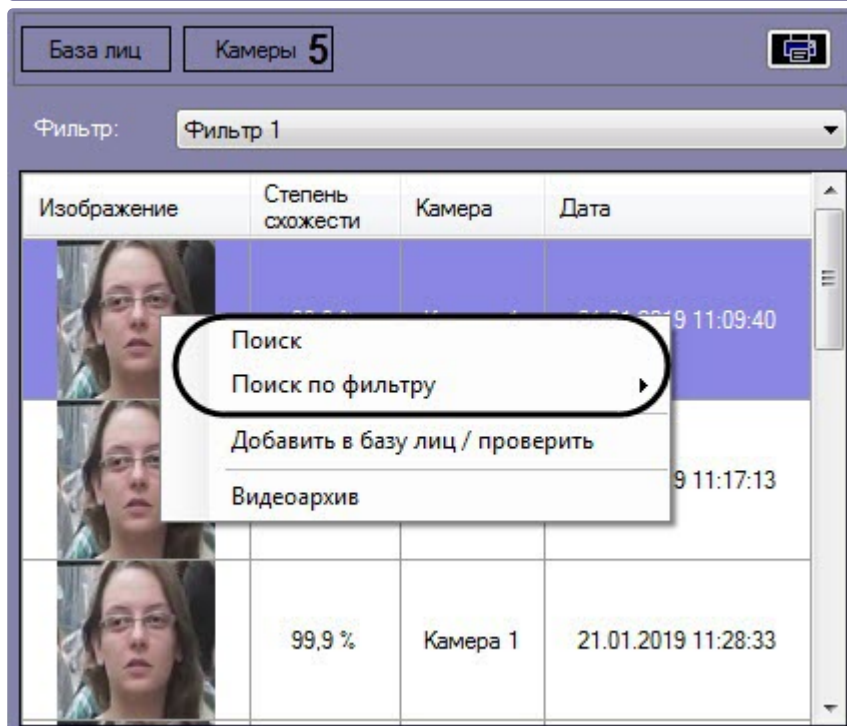 База лиц Камеры 5
Фильтр: Фильтр 1
Изображение Степень схожести Камера Дата
9 11:09:40
Поиск
Поиск по фильтру
Добавить в базу лиц / проверить
9 11:17:13
Видеоархив
99,9 % Камера 1 21.01.2019 11:28:33